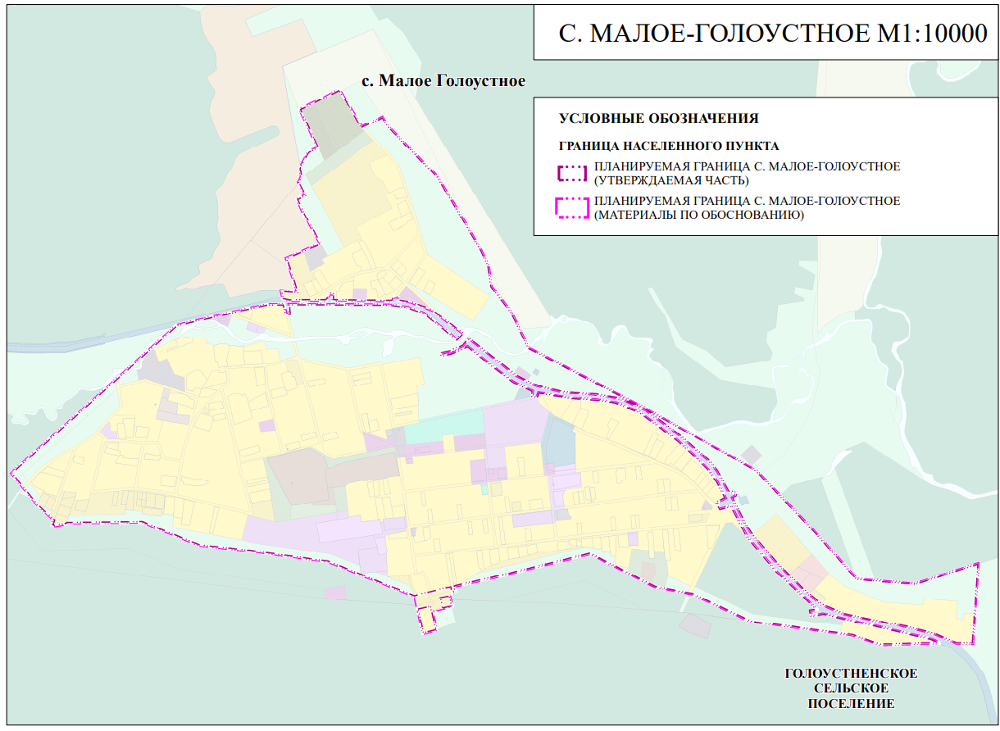 С. МАЛОЕ-ГОЛОУСТНОЕ М1:10000
с. Малое Голоустное
УСЛОВНЫЕ ОБОЗНАЧЕНИЯ
ГРАНИЦА НАСЕЛЕННОГО ПУНКТА
ПЛАНИРУЕМАЯ ГРАНИЦА С. МАЛОЕ-ГОЛОУСТНОЕ
(УТВЕРЖДАЕМАЯ ЧАСТЬ)
ПЛАНИРУЕМАЯ ГРАНИЦА С. МАЛОЕ-ГОЛОУСТНОЕ
(МАТЕРИАЛЫ ПО ОБОСНОВАНИЮ)
ГОЛОУСТНЕНСКОЕ
СЕЛЬСКОЕ
ПОСЕЛЕНИЕ